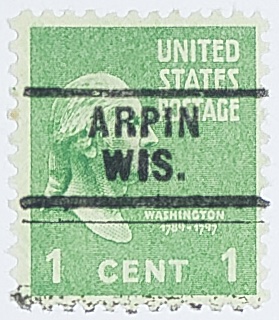 UNITED
STATES
POSTAGE
ARPIN
WIS.
WASHINGTON
1789-1797
1 CENT 1